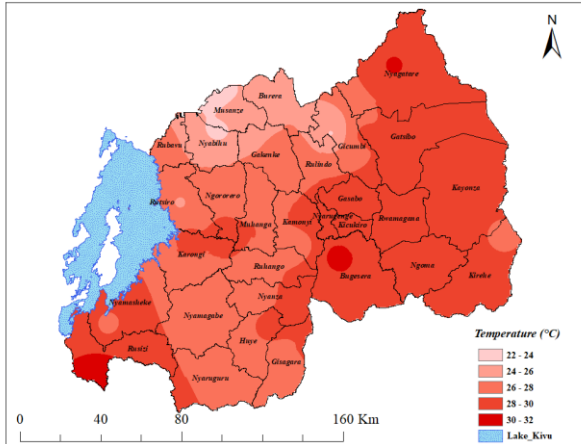 N
Nyagatare
Burera
Musanze
Gicumbi
Gatsibo
Rubavu
Nyabihu
Gakenke
Rulindo
Kayonza
Rutsiro
Ngororero
Gasabo
Muhanga
Kamonyi
Nyarugenge
Rwamagana
Kicukiro
Karongi
Ruhango
Bugesera
Ngoma
Kirehe
Nyamasheke
Nyanza
Nyamagabe
Rusizi
Huye
Gisagara
Nyaruguru
Temperature (°C)
22 - 24
24 - 26
26 - 28
28 - 30
30 - 32
Lake_Kivu
0 40 80 160 Km